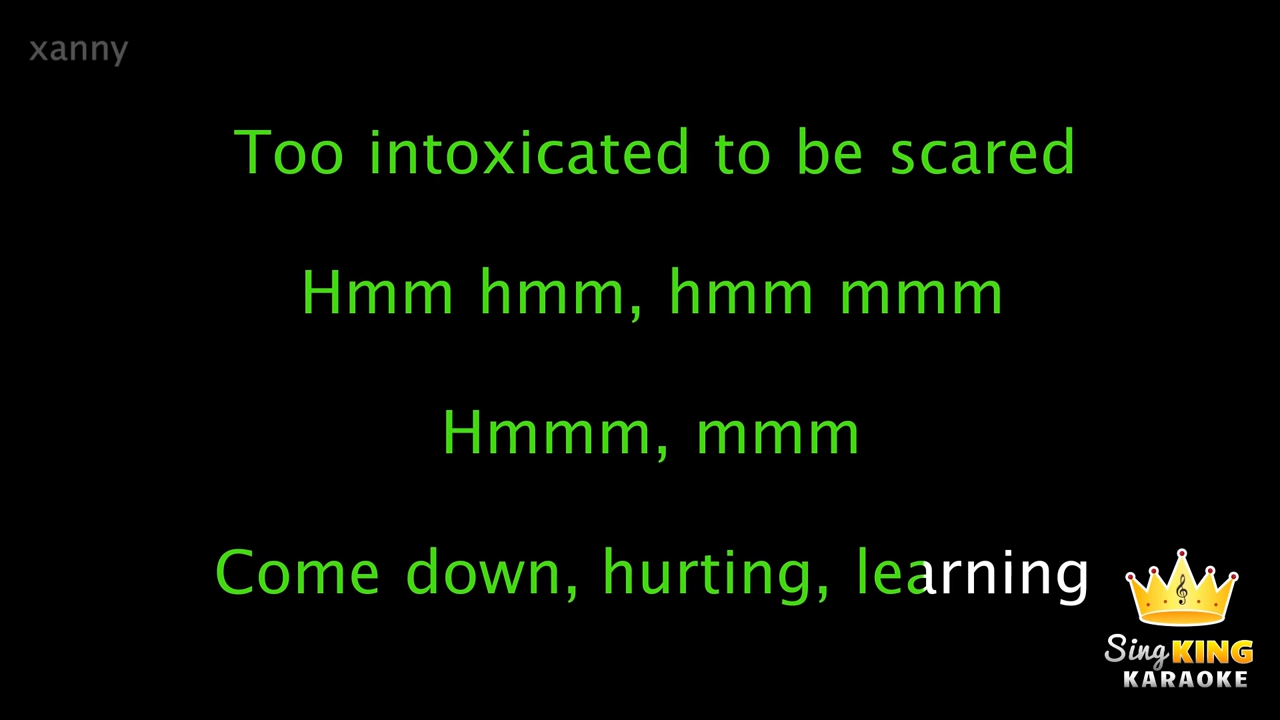 xanny
Too intoxicated to be scared
Hmm hmm, hmm mmm
Hmmm, mmm
Come down, hurting, learning
Sing KING
KARAOKE